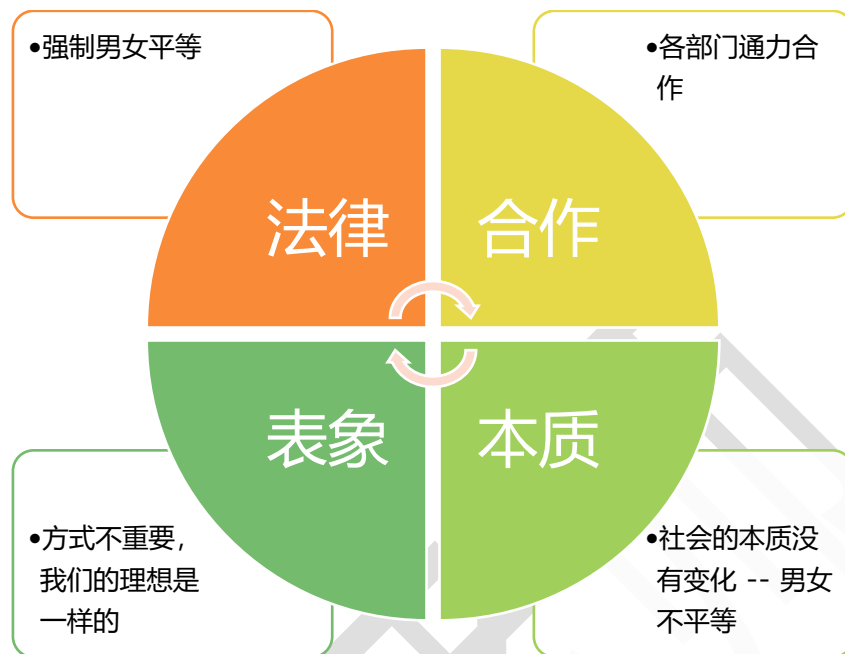 •强制男女平等
•各部门通力合
作
法律
合作
表象
本质
•方式不重要，
我们的理想是
一样的
•社会的本质没
有变化 -- 男女
不平等